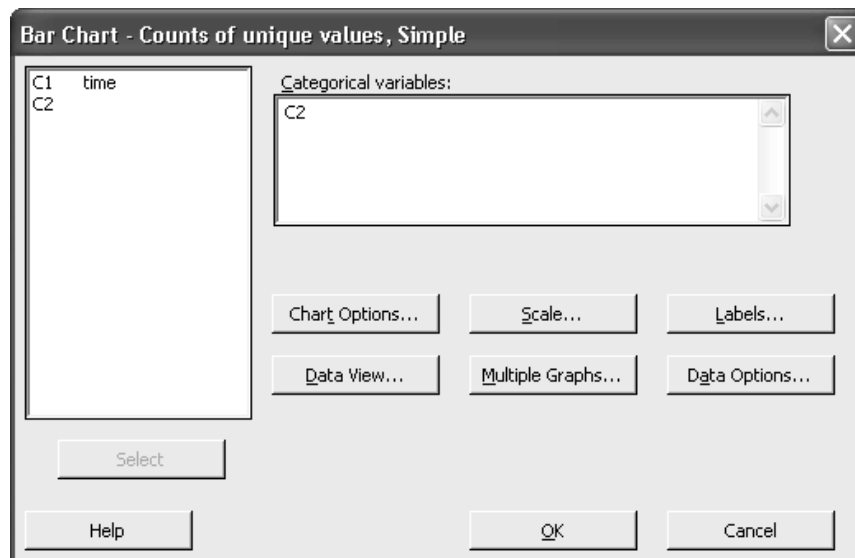 Bar Chart - Counts of unique values, Simple
C1 time
C2
Categorical variables:
C2
Chart Options...
Scale...
Labels...
Data View...
Multiple Graphs...
Data Options...
Select
Help
OK
Cancel